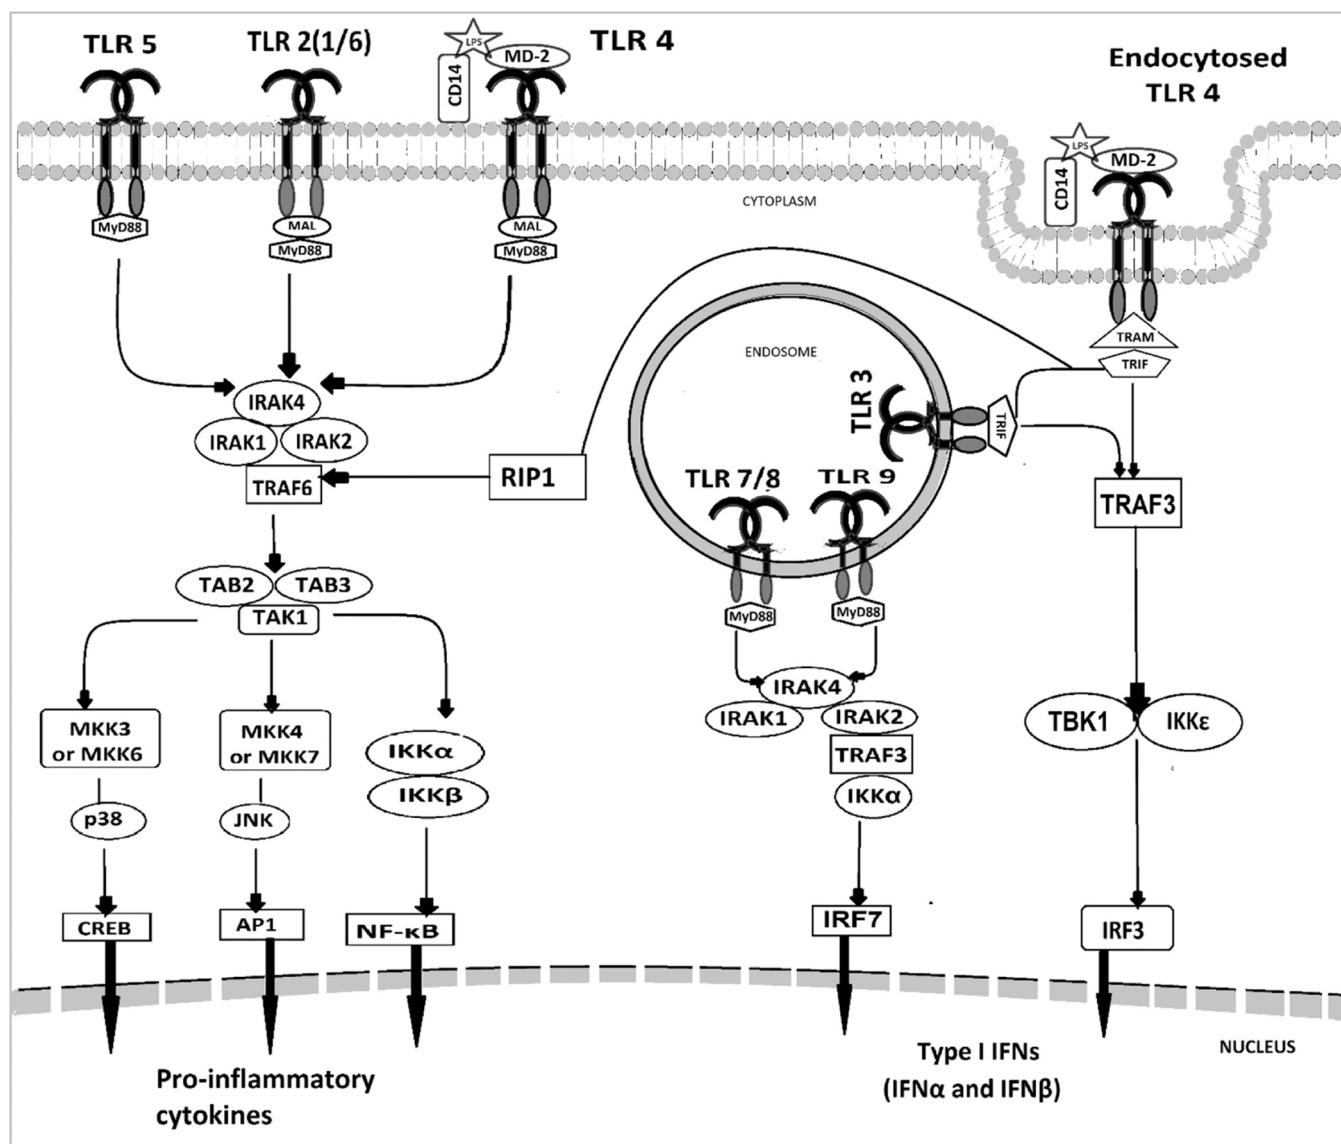 TLR 5
TLR 2(1/6)
LPS
MD-2
CD14
TLR 4
Endocytosed
TLR 4
LPS
MD-2
CD14
CYTOPLASM
MyD88
MAL
MyD88
MAL
MyD88
TRAM
TRIF
ENDOSOME
TLR 3
TRIF
IRAK4
IRAK1
IRAK2
TRAF6
RIP1
TLR 7/8
TLR 9
TRAF3
TAB2
TAB3
TAK1
MyD88
MyD88
IRAK4
IRAK1
IRAK2
TRAF3
IKKα
MKK3
or MKK6
MKK4
or MKK7
IKKα
IKKβ
TBK1
IKKε
p38
JNK
CREB
AP1
NF-κB
IRF7
IRF3
Pro-inflammatory
cytokines
Type I IFNs
(IFNα and IFNβ)
NUCLEUS